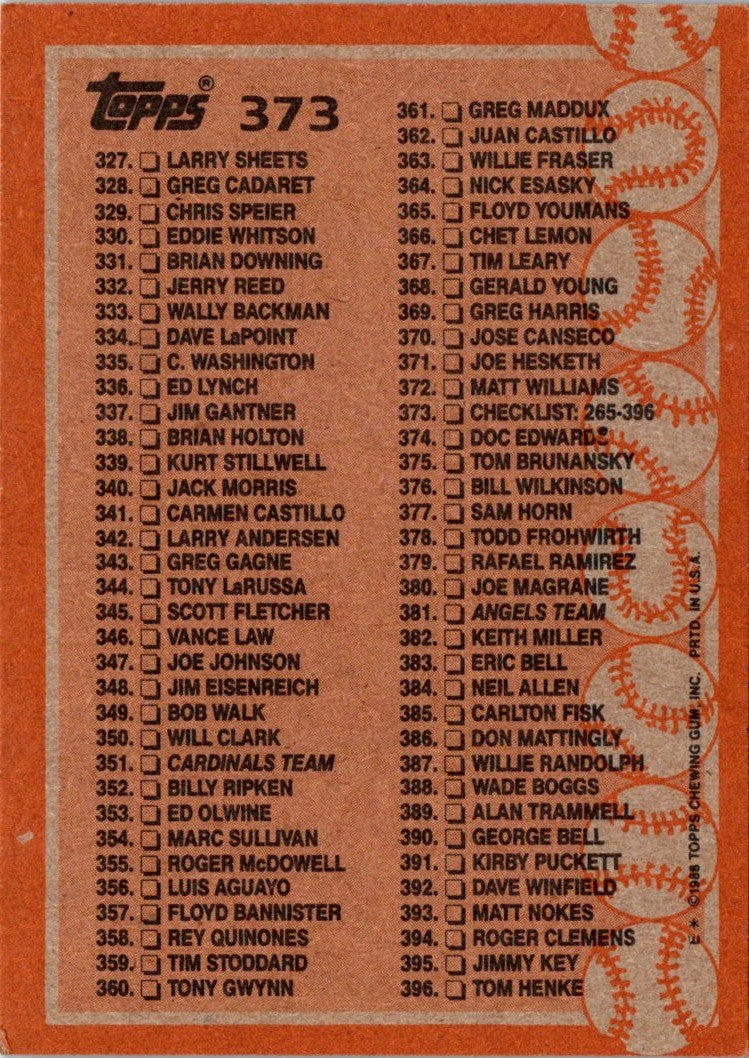 Topps® 373
327. LARRY SHEETS
328. GREG CADARET
329. CHRIS SPEIER
330. EDDIE WHITSON
331. BRIAN DOWNING
332. JERRY REED
333. WALLY BACKMAN
334. DAVE LaPOINT
335. C. WASHINGTON
336. ED LYNCH
337. JIM GANTNER
338. BRIAN HOLTON
339. KURT STILLWELL
340. JACK MORRIS
341. CARMEN CASTILLO
342. LARRY ANDERSEN
343. GREG GAGNE
344. TONY LaRUSSA
345. SCOTT FLETCHER
346. VANCE LAW
347. JOE JOHNSON
348. JIM EISENREICH
349. BOB WALK
350. WILL CLARK
351. CARDINALS TEAM
352. BILLY RIPKEN
353. ED OLWINE
354. MARC SULLIVAN
355. ROGER McDOWELL
356. LUIS AGUAYO
357. FLOYD BANNISTER
358. REY QUINONES
359. TIM STODDARD
360. TONY GWYNN
361. GREG MADDUX
362. JUAN CASTILLO
363. WILLIE FRASER
364. NICK ESASKY
365. FLOYD YOUMANS
366. CHET LEMON
367. TIM LEARY
368. GERALD YOUNG
369. GREG HARRIS
370. JOSE CANSECO
371. JOE HESKETH
372. MATT WILLIAMS
373. CHECKLIST: 265-396
374. DOC EDWARDS
375. TOM BRUNANSKY
376. BILL WILKINSON
377. SAM HORN
378. TODD FROHWIRTH
379. RAFAEL RAMIREZ
380. JOE MAGRANE
381. ANGELS TEAM
382. KEITH MILLER
383. ERIC BELL
384. NEIL ALLEN
385. CARLTON FISK
386. DON MATTINGLY
387. WILLIE RANDOLPH
388. WADE BOGGS
389. ALAN TRAMMELL
390. GEORGE BELL
391. KIRBY PUCKETT
392. DAVE WINFIELD
393. MATT NOKES
394. ROGER CLEMENS
395. JIMMY KEY
396. TOM HENKE
E * ©1988 TOPPS CHEWING GUM, INC. PRTD. IN U.S.A.